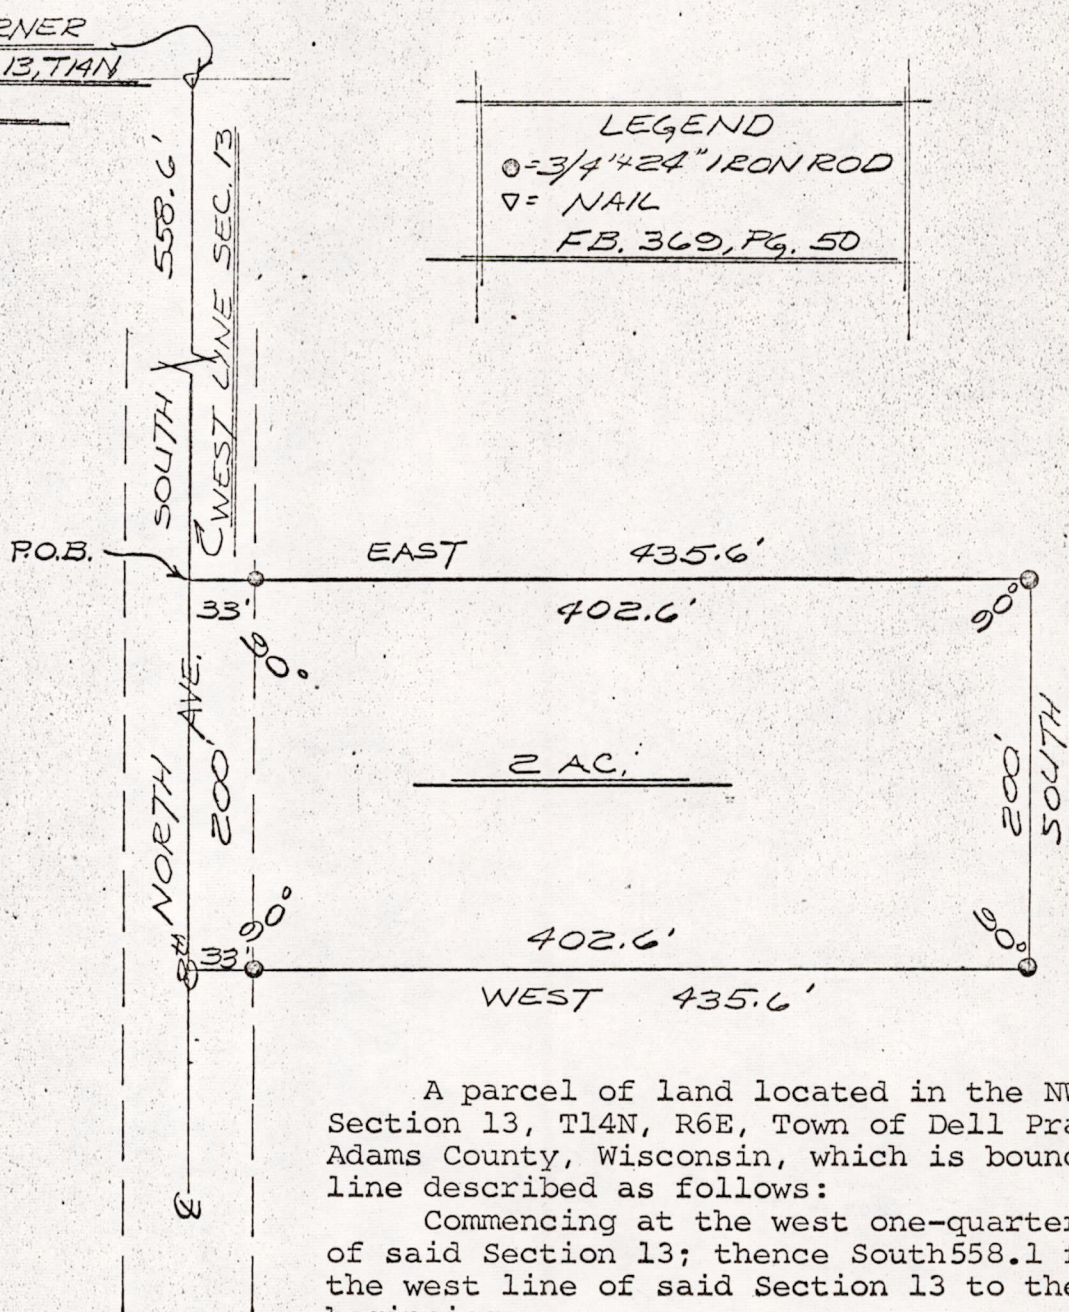 RNER
13, T14N
LEGEND
=3/4"+24" IRON ROD
= NAIL
FB. 369, PG. 50
SOUTH 558.6'
WEST LINE SEC. 13
P.O.B.
EAST 435.6'
33' 402.6'
90°
90°
8TH NORTH AVE.
200'
2 AC.
200'
SOUTH
90°
90°
33' 402.6'
WEST 435.6'
A parcel of land located in the NW
Section 13, T14N, R6E, Town of Dell Pra
Adams County, Wisconsin, which is bound
line described as follows:
Commencing at the west one-quarter
of said Section 13; thence South558.1 f
the west line of said Section 13 to the